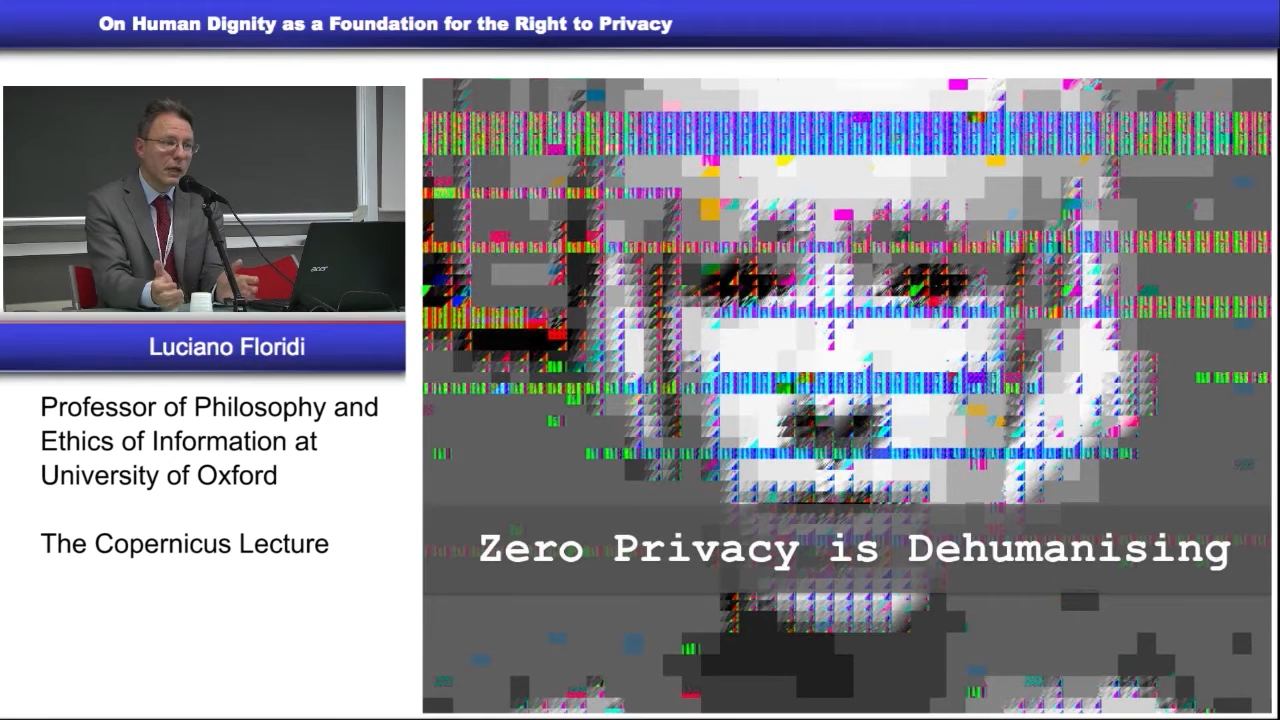 On Human Dignity as a Foundation for the Right to Privacy
acer
Luciano Floridi
Professor of Philosophy and
Ethics of Information at
University of Oxford
The Copernicus Lecture
Zero Privacy is Dehumanising